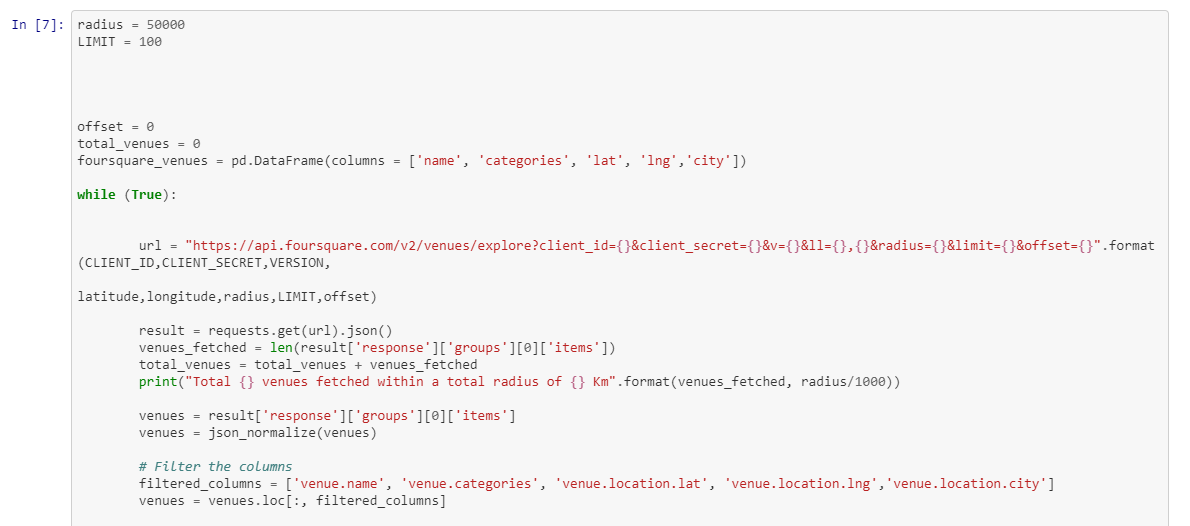 In [7]: radius = 50000
LIMIT = 100
offset = 0
total_venues = 0
foursquare_venues = pd.DataFrame(columns = ['name', 'categories', 'lat', 'lng','city'])
while (True):
url = "https://api.foursquare.com/v2/venues/explore?client_id={}&client_secret={}&v={}&ll={},{}&radius={}&limit={}&offset={}".format
(CLIENT_ID,CLIENT_SECRET,VERSION,
latitude,longitude,radius,LIMIT,offset)
result = requests.get(url).json()
venues_fetched = len(result['response']['groups'][0]['items'])
total_venues = total_venues + venues_fetched
print("Total {} venues fetched within a total radius of {} Km".format(venues_fetched, radius/1000))
venues = result['response']['groups'][0]['items']
venues = json_normalize(venues)
# Filter the columns
filtered_columns = ['venue.name', 'venue.categories', 'venue.location.lat', 'venue.location.lng','venue.location.city']
venues = venues.loc[:, filtered_columns]